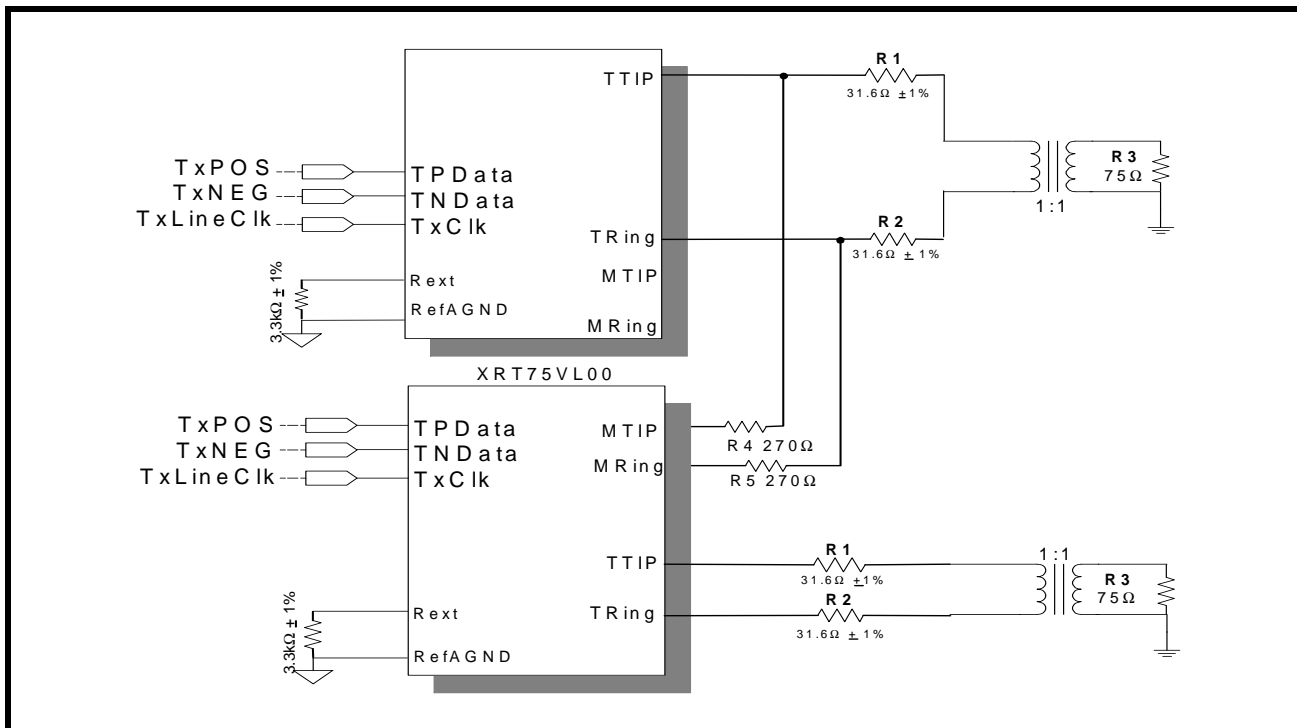 TTIP
R1
31.6Ω ±1%
TxPOS
TPData
TxNEG
TNData
TxLineClk
TxClk
R3
75Ω
1:1
TRing
R2
31.6Ω ± 1%
MTIP
Rext
RefAGND
3.3kΩ ± 1%
MRing
XRT75VL00
TxPOS
TPData
TxNEG
TNData
TxLineClk
TxClk
MTIP
R4 270Ω
MRing
R5 270Ω
TTIP
R1
31.6Ω ±1%
1:1
R3
75Ω
TRing
R2
31.6Ω ± 1%
Rext
RefAGND
3.3kΩ ± 1%